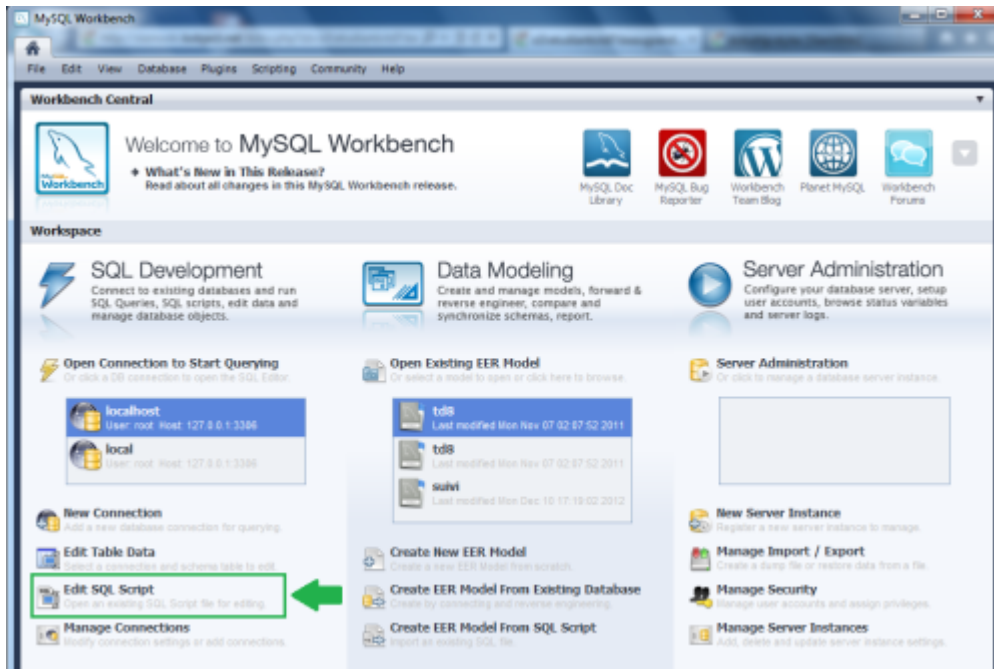 MySQL Workbench
File Edit View Database Plugins Scripting Community Help
Workbench Central
Welcome to MySQL Workbench
What's New in This Release?
Read about all changes in this MySQL Workbench release.
MySQL
Workbench
MySQL Doc
Library
MySQL Bug
Reporter
Workbench
Team Blog
Planet MySQL
Workbench
Forums
Workspace
SQL Development
Connect to existing databases and run
SQL Queries, SQL scripts, edit data and
manage database objects.
Open Connection to Start Querying
Or click a DB connection to open the SQL Editor.
localhost
User: root Host: 127.0.0.1:3306
local
User: root Host: 127.0.0.1:3306
New Connection
Add a new database connection for querying.
Edit Table Data
Select a connection and schema table to edit.
Edit SQL Script
Open an existing SQL Script file for editing.
Manage Connections
Modify connection settings or add connections.
Data Modeling
Create and manage models, forward &
reverse engineer, compare and
synchronize schemas, report.
Open Existing EER Model
Or select a model to open or click here to browse.
td8
Last modified Mon Nov 07 02:07:52 2011
td8
Last modified Mon Nov 07 02:07:52 2011
suivi
Last modified Mon Dec 10 17:19:02 2012
Create New EER Model
Create a new EER Model from scratch.
Create EER Model From Existing Database
Create by connecting and reverse engineering.
Create EER Model From SQL Script
Import an existing SQL file.
Server Administration
Configure your database server, setup
user accounts, browse status variables
and server logs.
Server Administration
Or click to manage a database server instance.
New Server Instance
Register a new server instance to manage.
Manage Import / Export
Create a dump file or restore data from a file.
Manage Security
Manage user accounts and assign privileges.
Manage Server Instances
Add, delete and update server instance settings.